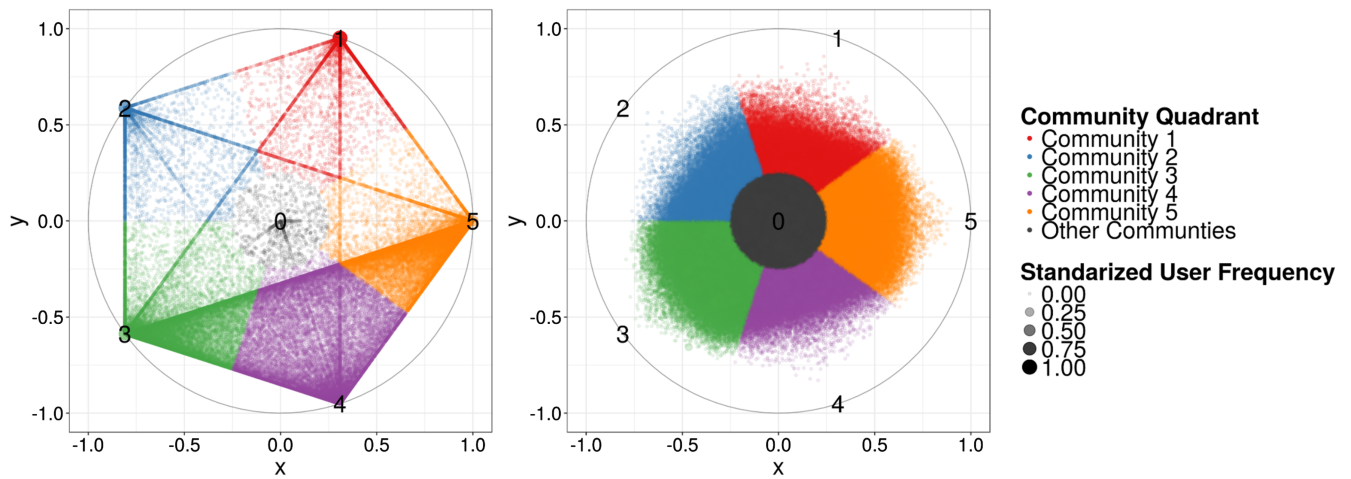 1.0
0.5
0.0
-0.5
-1.0
y
1
2
0
5
3
4
-1.0 -0.5 0.0 0.5 1.0
x
1.0
0.5
0.0
-0.5
-1.0
y
1
2
0
5
3
4
-1.0 -0.5 0.0 0.5 1.0
x
Community Quadrant
Community 1
Community 2
Community 3
Community 4
Community 5
Other Communties
Standarized User Frequency
0.00
0.25
0.50
0.75
1.00